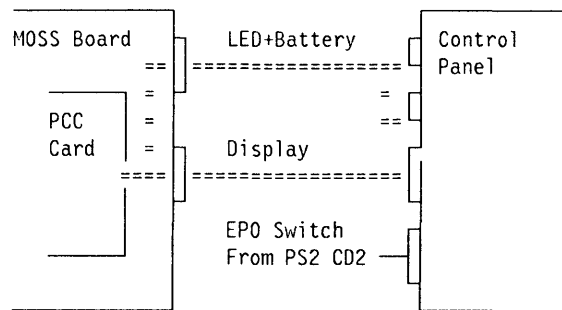 MOSS Board
LED+Battery
Control
Panel
PCC
Card
Display
EPO Switch
From PS2 CD2